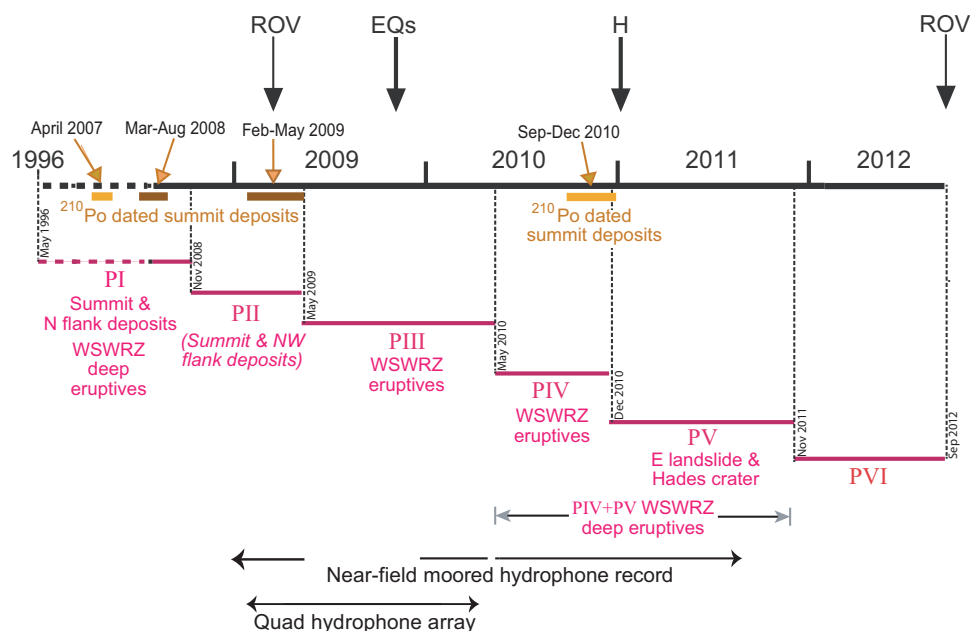 ROV
EQs
H
ROV
April 2007
Mar-Aug 2008
Feb-May 2009
Sep-Dec 2010
1996
2009
2010
2011
2012
²¹⁰Po dated summit deposits
²¹⁰Po dated
summit deposits
May 1996
Nov 2008
May 2009
May 2010
Dec 2010
Nov 2011
Sep 2012
PI
Summit &
N flank deposits
WSWRZ
deep
eruptives
PII
(Summit & NW
flank deposits)
PIII
WSWRZ
eruptives
PIV
WSWRZ
eruptives
PV
E landslide &
Hades crater
PVI
PIV+PV WSWRZ
deep eruptives
Near-field moored hydrophone record
Quad hydrophone array